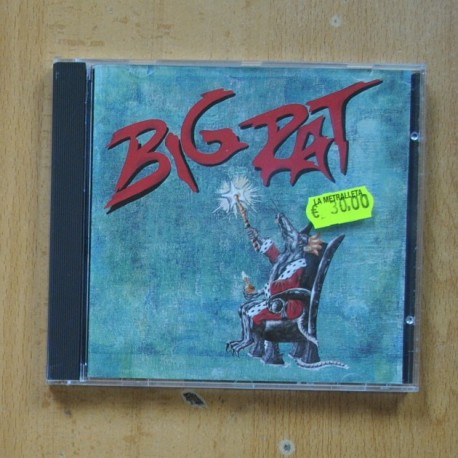 BIG RAT
LA METRALLETA
€ 30,00